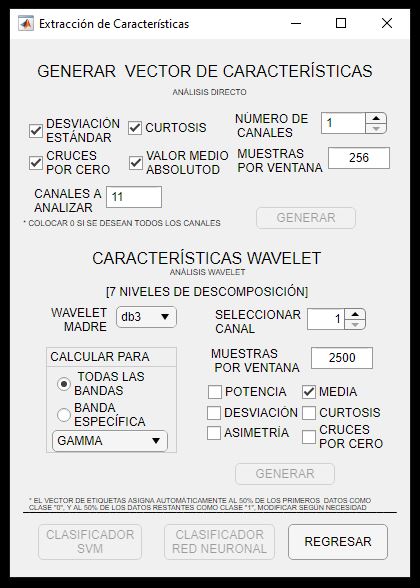 Extracción de Características
GENERAR VECTOR DE CARACTERÍSTICAS
ANÁLISIS DIRECTO
DESVIACIÓN
ESTÁNDAR
CURTOSIS
NÚMERO DE
CANALES
1
CRUCES
POR CERO
VALOR MEDIO
ABSOLUTOD
MUESTRAS
POR VENTANA
256
CANALES A
ANALIZAR
11
* COLOCAR 0 SI SE DESEAN TODOS LOS CANALES
GENERAR
CARACTERÍSTICAS WAVELET
ANÁLISIS WAVELET
[7 NIVELES DE DESCOMPOSICIÓN]
WAVELET
MADRE
db3
SELECCIONAR
CANAL
1
CALCULAR PARA
TODAS LAS
BANDAS
BANDA
ESPECÍFICA
GAMMA
MUESTRAS
POR VENTANA
2500
POTENCIA
MEDIA
DESVIACIÓN
CURTOSIS
ASIMETRÍA
CRUCES
POR CERO
GENERAR
* EL VECTOR DE ETIQUETAS ASIGNA AUTOMÁTICAMENTE AL 50% DE LOS PRIMEROS DATOS COMO
CLASE "0", Y AL 50% DE LOS DATOS RESTANTES COMO CLASE "1", MODIFICAR SEGÚN NECESIDAD
CLASIFICADOR
SVM
CLASIFICADOR
RED NEURONAL
REGRESAR